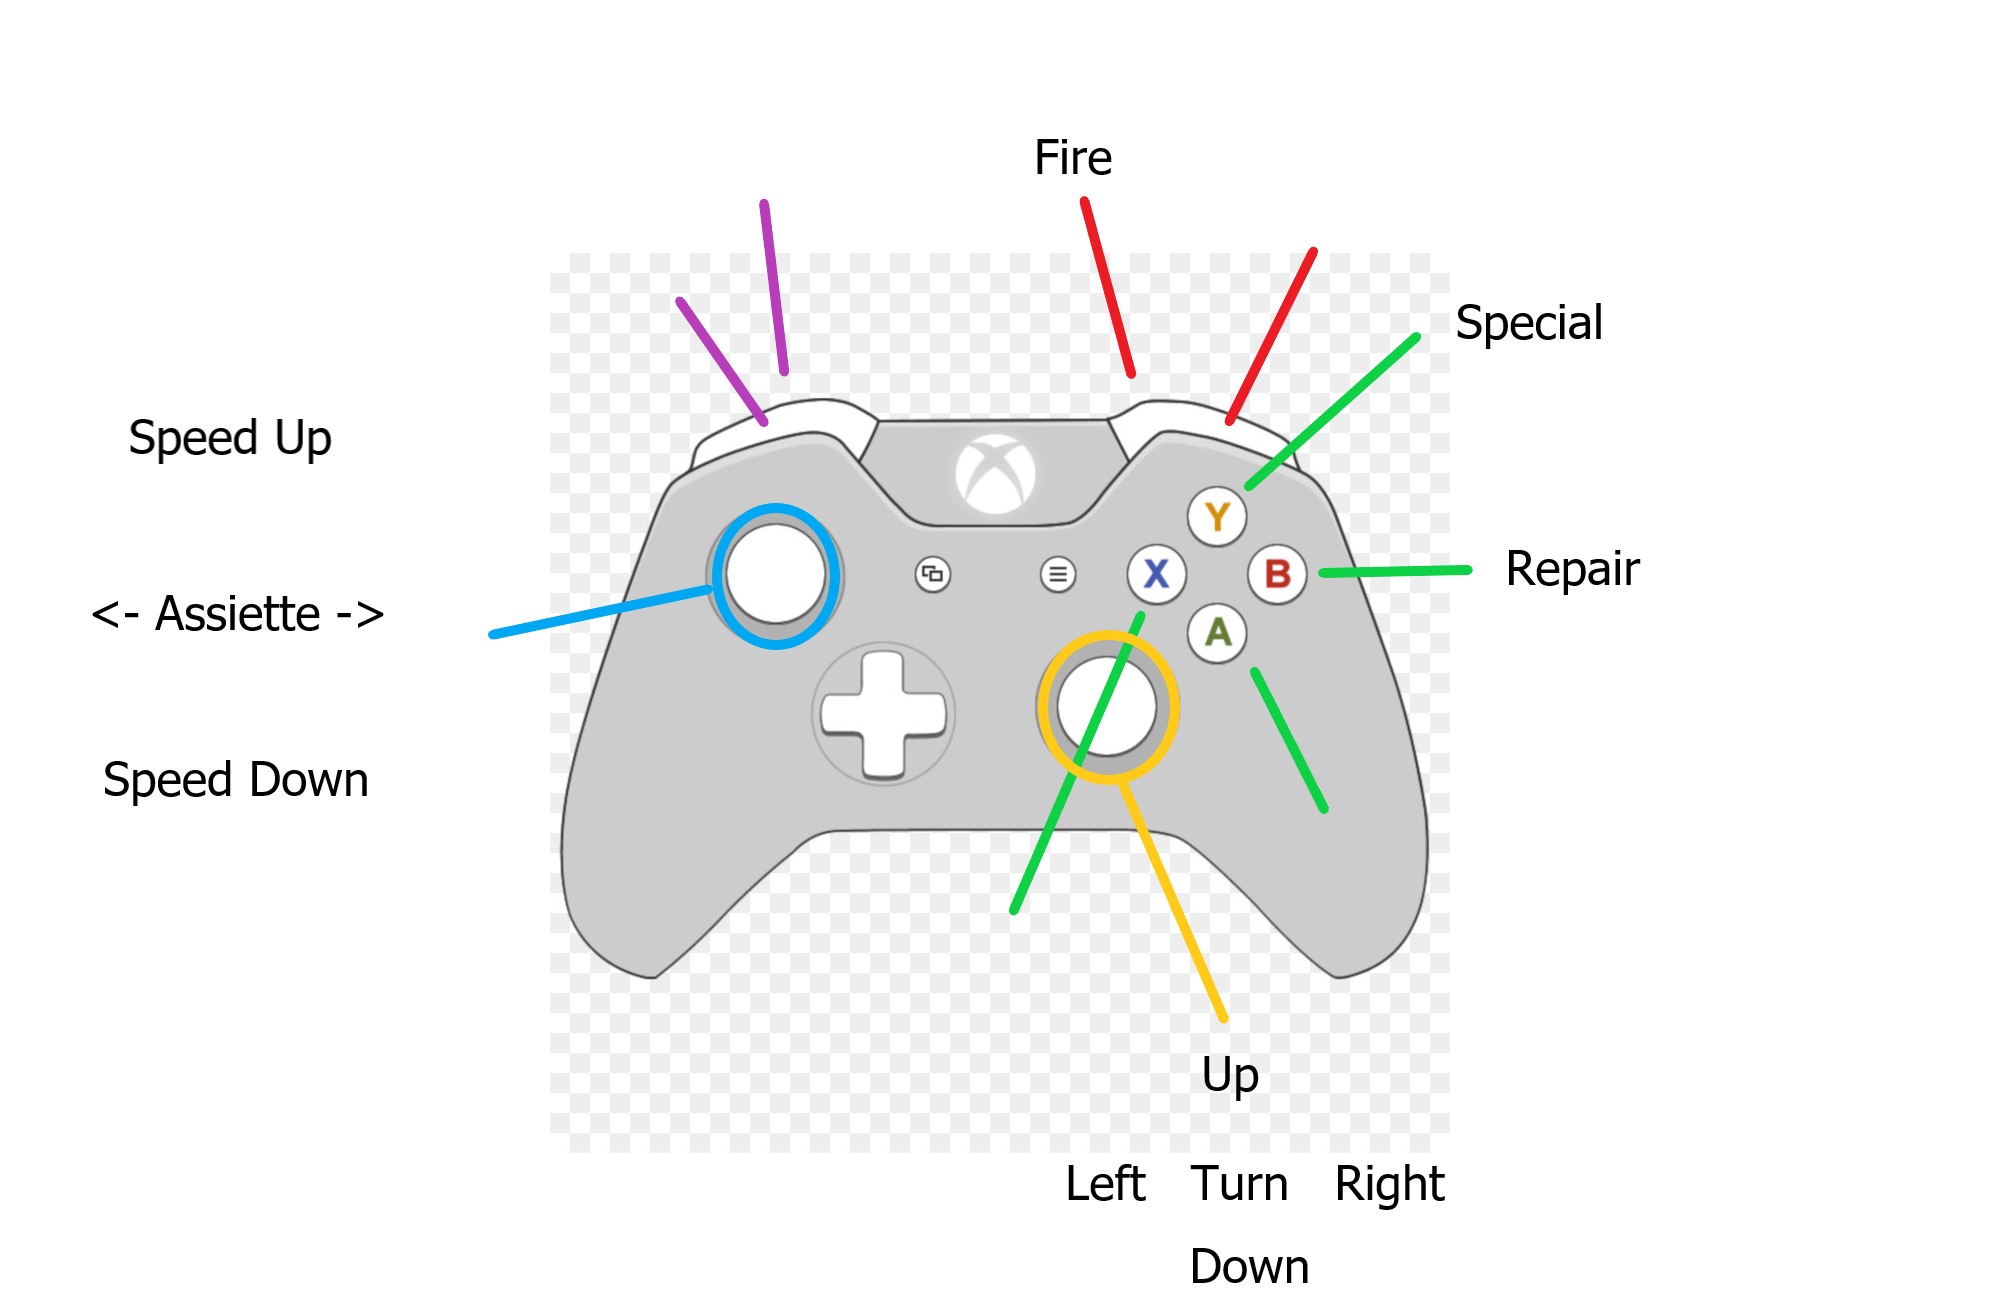 Fire
Special
Speed Up
Y
<- Assiette ->
X
B
Repair
A
Speed Down
Up
Left Turn Right
Down